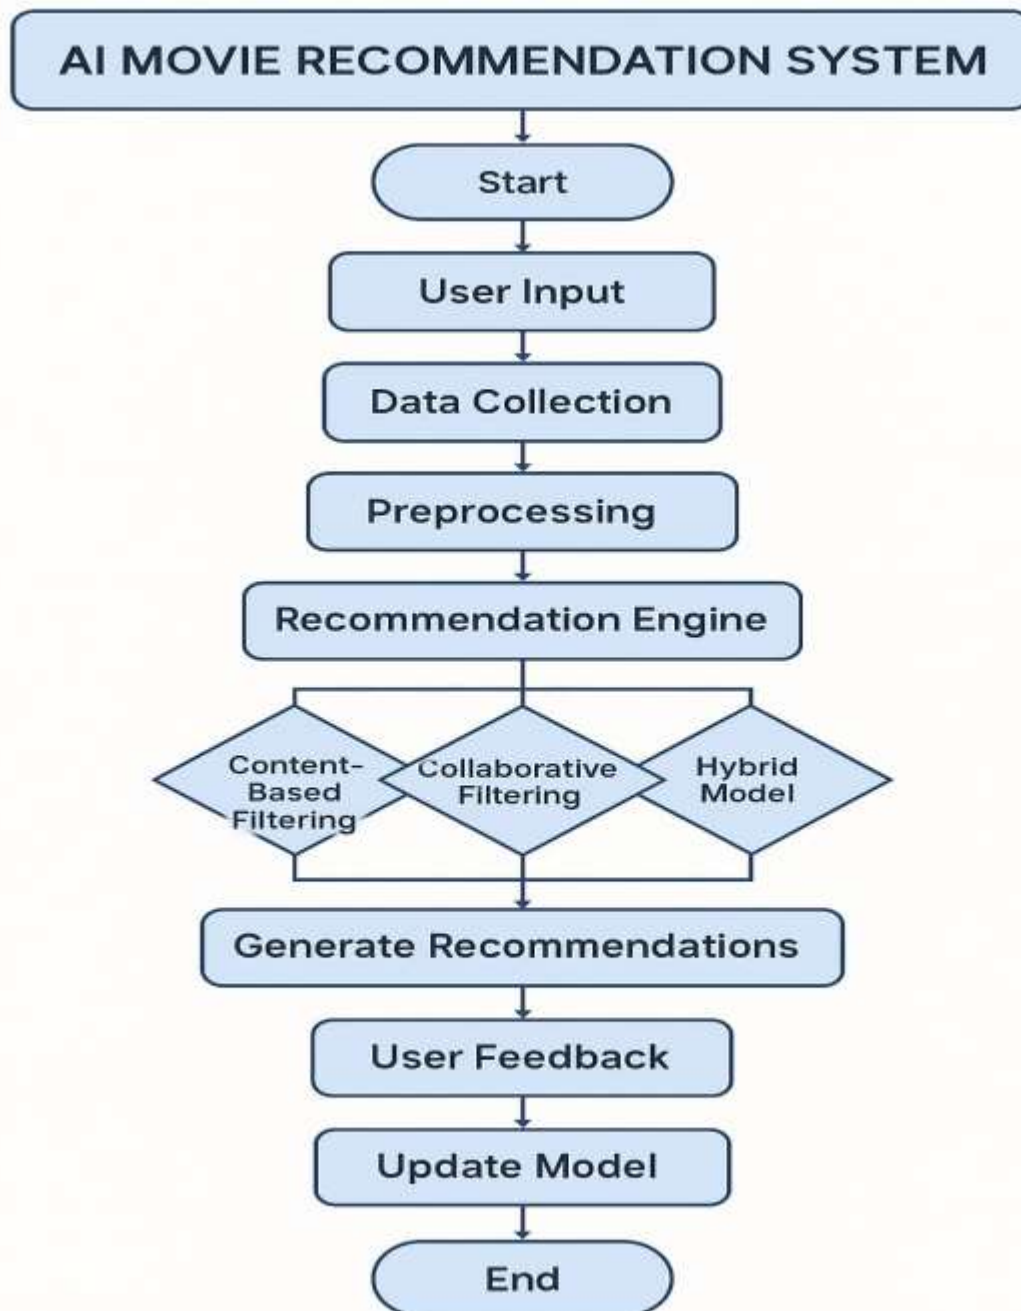 AI MOVIE RECOMMENDATION SYSTEM
Start
User Input
Data Collection
Preprocessing
Recommendation Engine
Content-
Based
Filtering
Collaborative
Filtering
Hybrid
Model
Generate Recommendations
User Feedback
Update Model
End